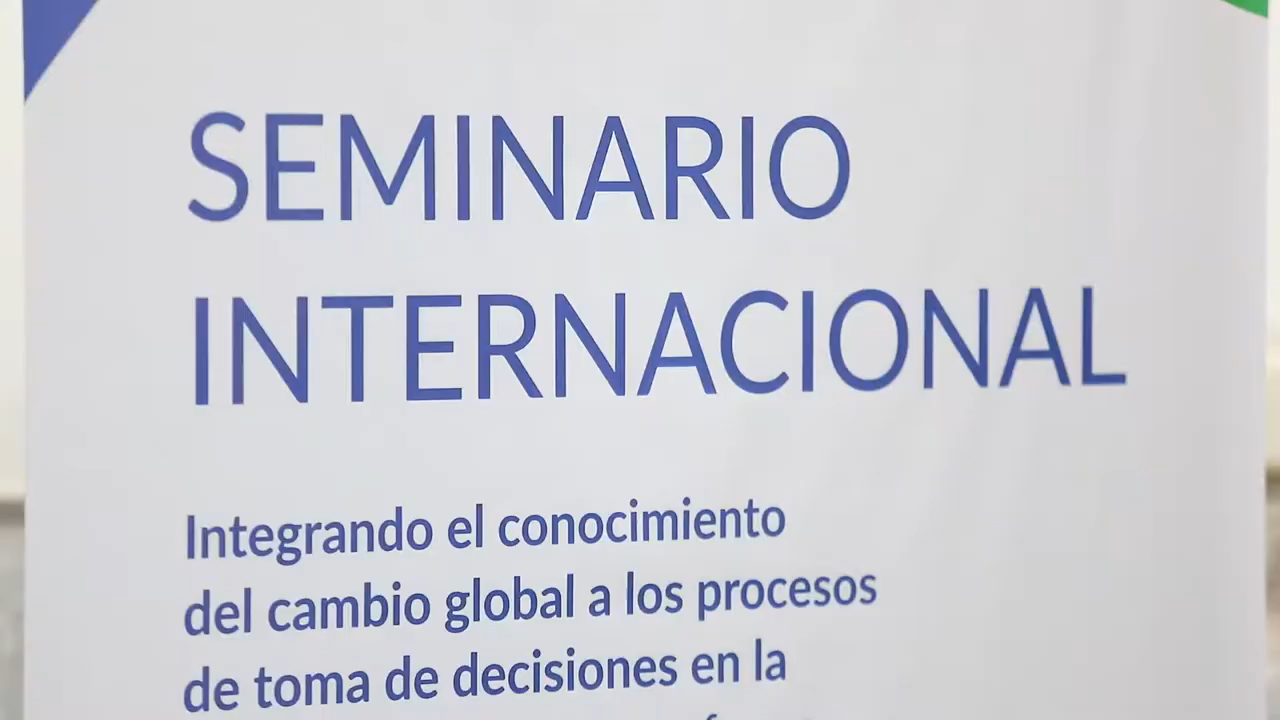 SEMINARIO
INTERNACIONAL
Integrando el conocimiento
del cambio global a los procesos
de toma de decisiones en la